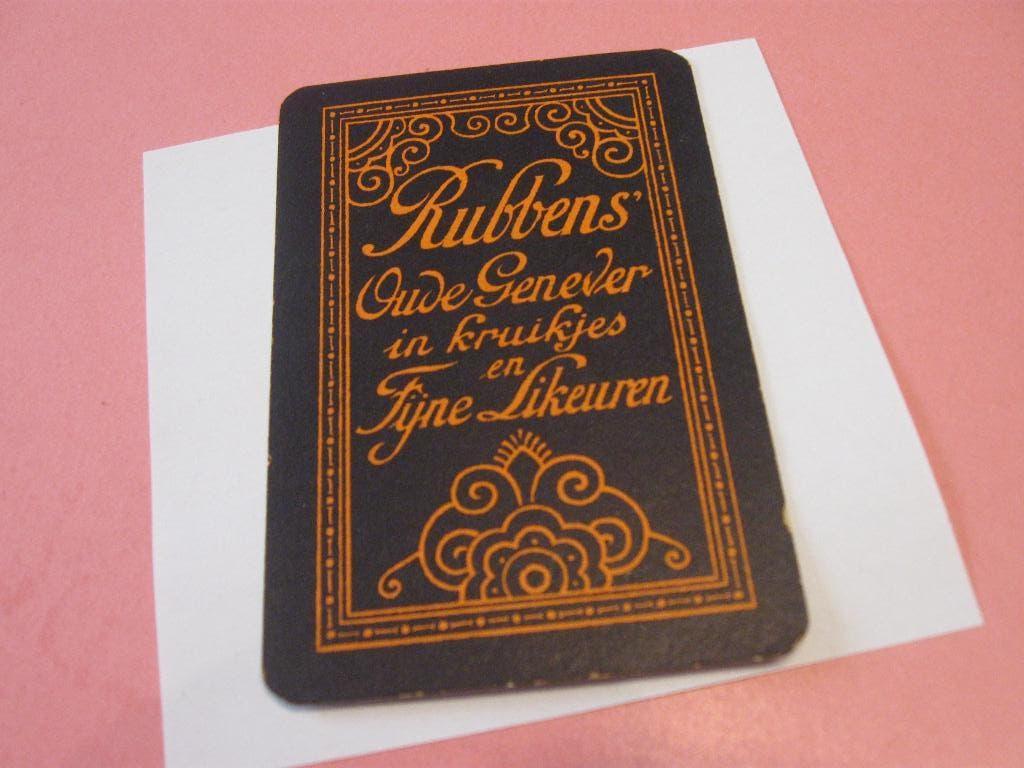 Rubbens'
Oude Genever
in kruikjes
en
Fijne Likeuren